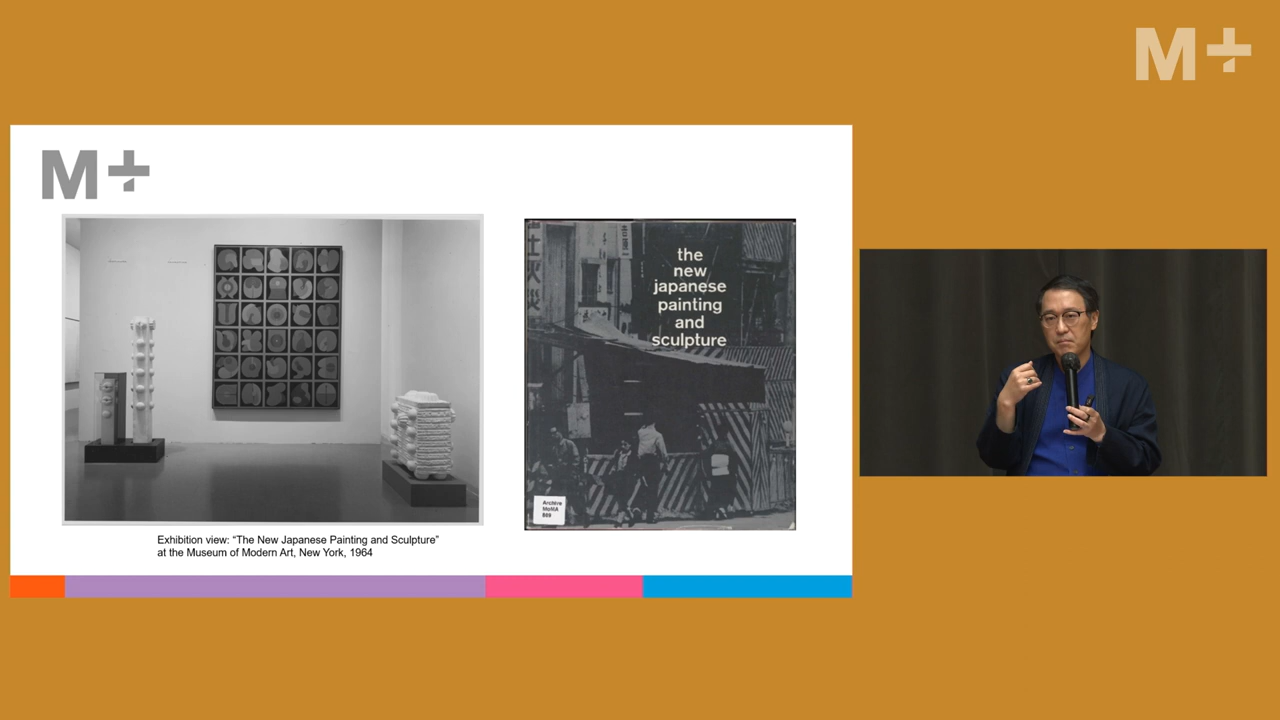 M+
M+
the
new
japanese
painting
and
sculpture
Archive
MoMA
Exhibition view: “The New Japanese Painting and Sculpture”
at the Museum of Modern Art, New York, 1964